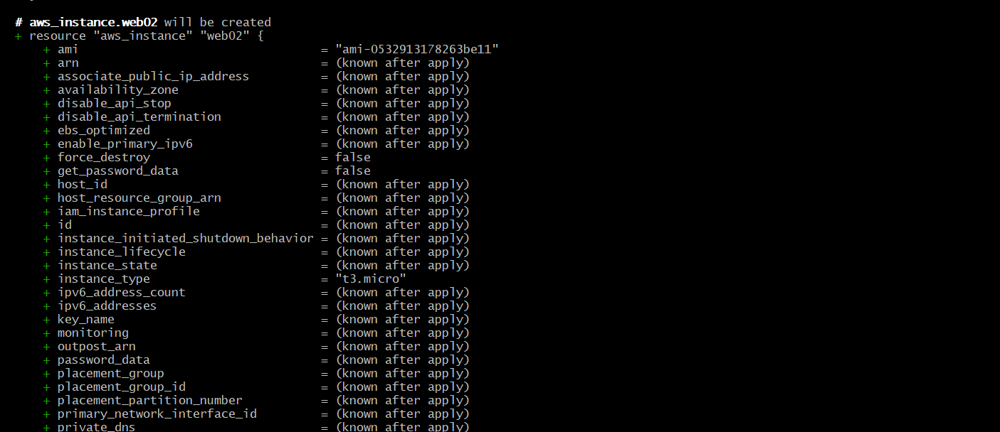 # aws_instance.web02 will be created
+ resource "aws_instance" "web02" {
+ ami = "ami-0532913178263be11"
+ arn = (known after apply)
+ associate_public_ip_address = (known after apply)
+ availability_zone = (known after apply)
+ disable_api_stop = (known after apply)
+ disable_api_termination = (known after apply)
+ ebs_optimized = (known after apply)
+ enable_primary_ipv6 = (known after apply)
+ force_destroy = false
+ get_password_data = false
+ host_id = (known after apply)
+ host_resource_group_arn = (known after apply)
+ iam_instance_profile = (known after apply)
+ id = (known after apply)
+ instance_initiated_shutdown_behavior = (known after apply)
+ instance_lifecycle = (known after apply)
+ instance_state = (known after apply)
+ instance_type = "t3.micro"
+ ipv6_address_count = (known after apply)
+ ipv6_addresses = (known after apply)
+ key_name = (known after apply)
+ monitoring = (known after apply)
+ outpost_arn = (known after apply)
+ password_data = (known after apply)
+ placement_group = (known after apply)
+ placement_group_id = (known after apply)
+ placement_partition_number = (known after apply)
+ primary_network_interface_id = (known after apply)
+ private_dns = (known after apply)